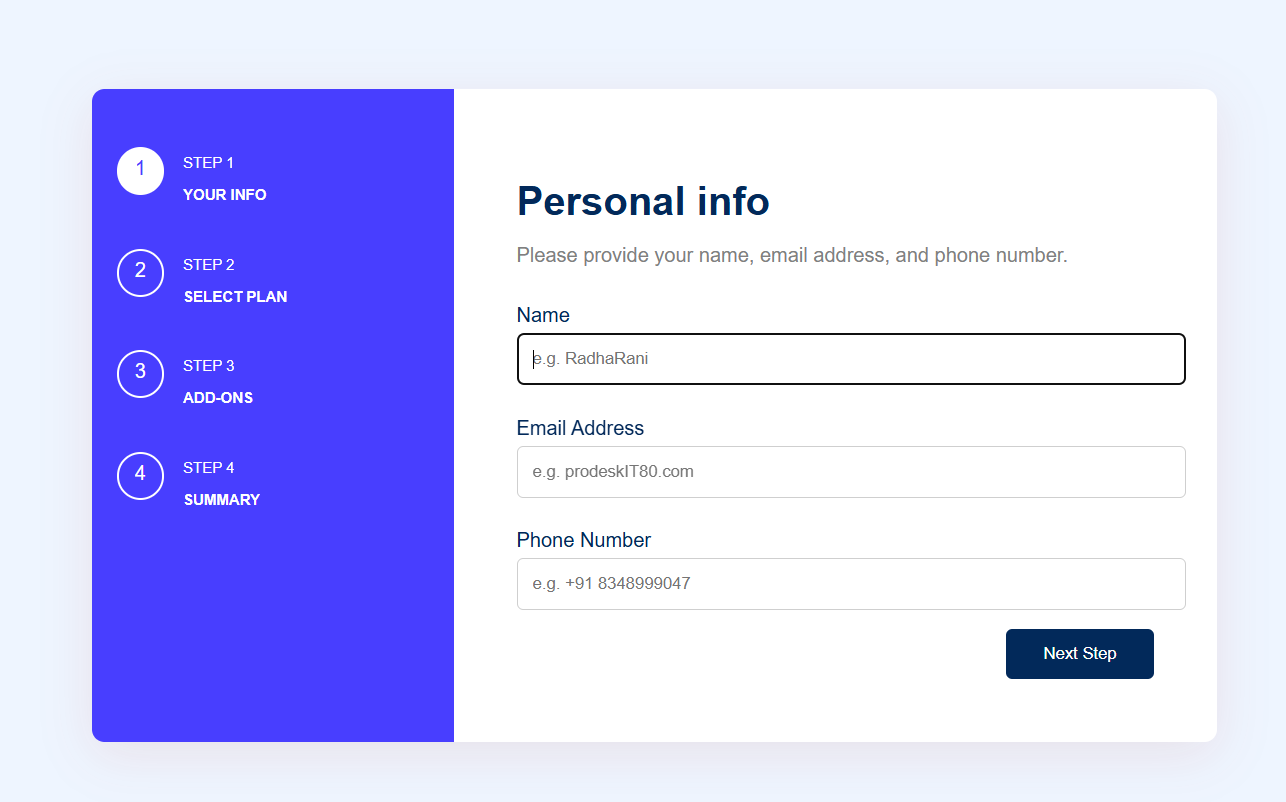 1
STEP 1
YOUR INFO
2
STEP 2
SELECT PLAN
3
STEP 3
ADD-ONS
4
STEP 4
SUMMARY
Personal info
Please provide your name, email address, and phone number.
Name
e.g. RadhaRani
Email Address
e.g. prodeskIT80.com
Phone Number
e.g. +91 8348999047
Next Step